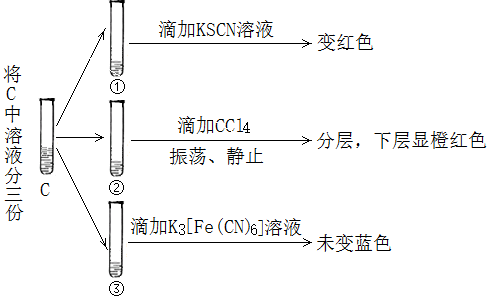 将C中溶液分三份
C
①
滴加KSCN溶液
变红色
②
滴加CCl4
振荡、静止
分层，下层显橙红色
③
滴加K3[Fe(CN)6]溶液
未变蓝色